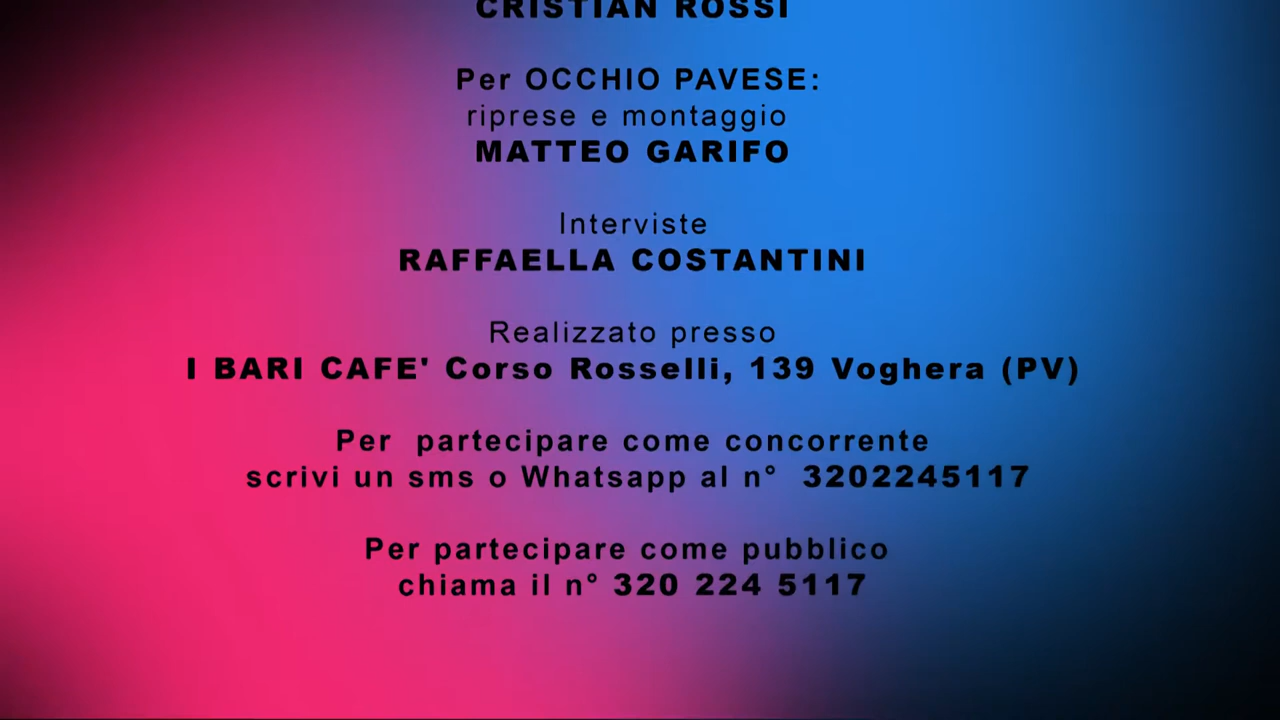 CRISTIAN ROSSI
Per OCCHIO PAVESE:
riprese e montaggio
MATTEO GARIFO
Interviste
RAFFAELLA COSTANTINI
Realizzato presso
I BARI CAFE' Corso Rosselli, 139 Voghera (PV)
Per partecipare come concorrente
scrivi un sms o Whatsapp al n° 3202245117
Per partecipare come pubblico
chiama il n° 320 224 5117